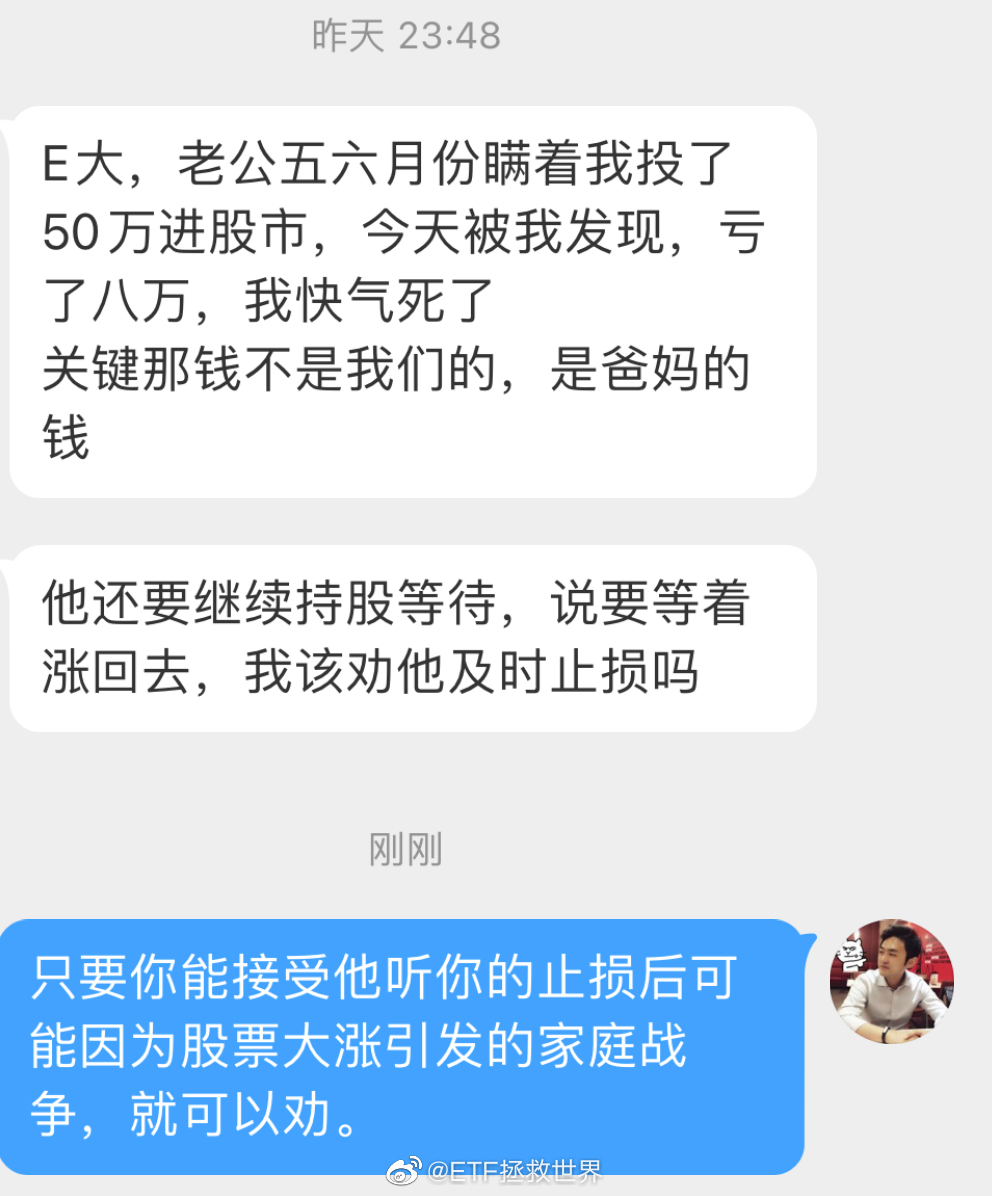 昨天 23:48
E大，老公五六月份瞒着我投了
50万进股市，今天被我发现，亏
了八万，我快气死了
关键那钱不是我们的，是爸妈的
钱
他还要继续持股等待，说要等着
涨回去，我该劝他及时止损吗
刚刚
只要你能接受他听你的止损后可
能因为股票大涨引发的家庭战
争，就可以劝。
@ETF拯救世界